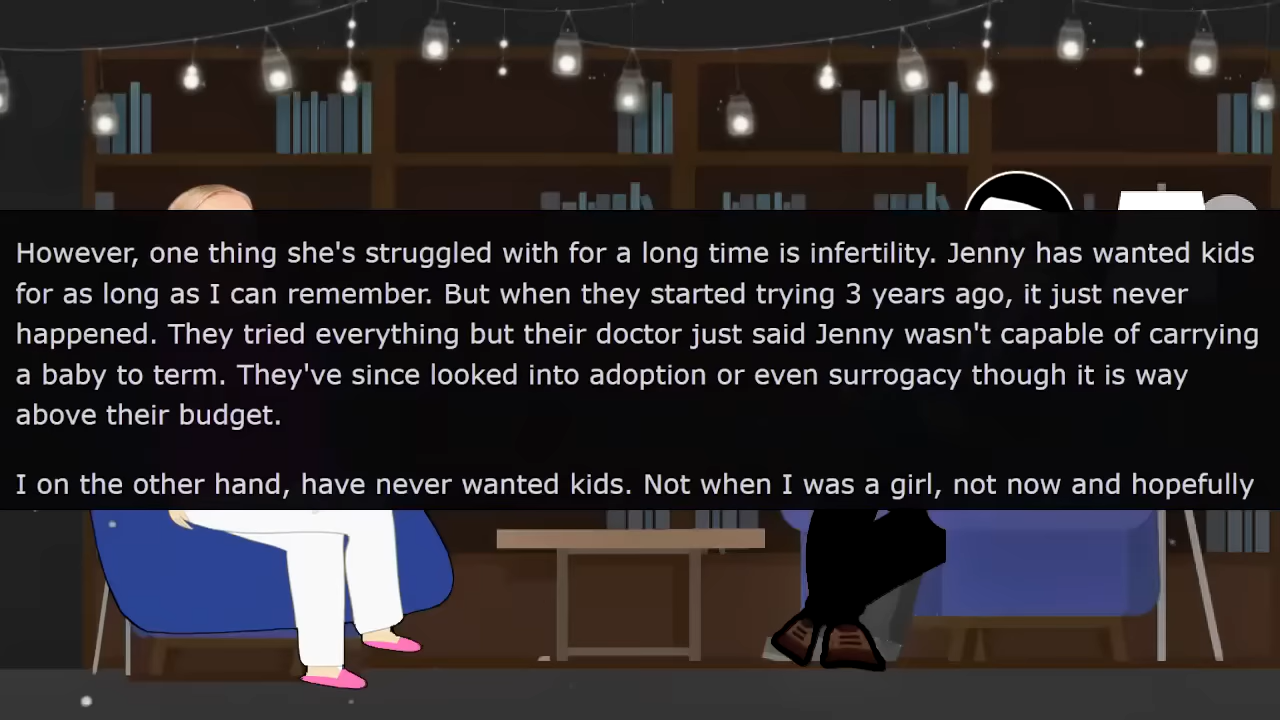 However, one thing she's struggled with for a long time is infertility. Jenny has wanted kids
for as long as I can remember. But when they started trying 3 years ago, it just never
happened. They tried everything but their doctor just said Jenny wasn't capable of carrying
a baby to term. They've since looked into adoption or even surrogacy though it is way
above their budget.
I on the other hand, have never wanted kids. Not when I was a girl, not now and hopefully